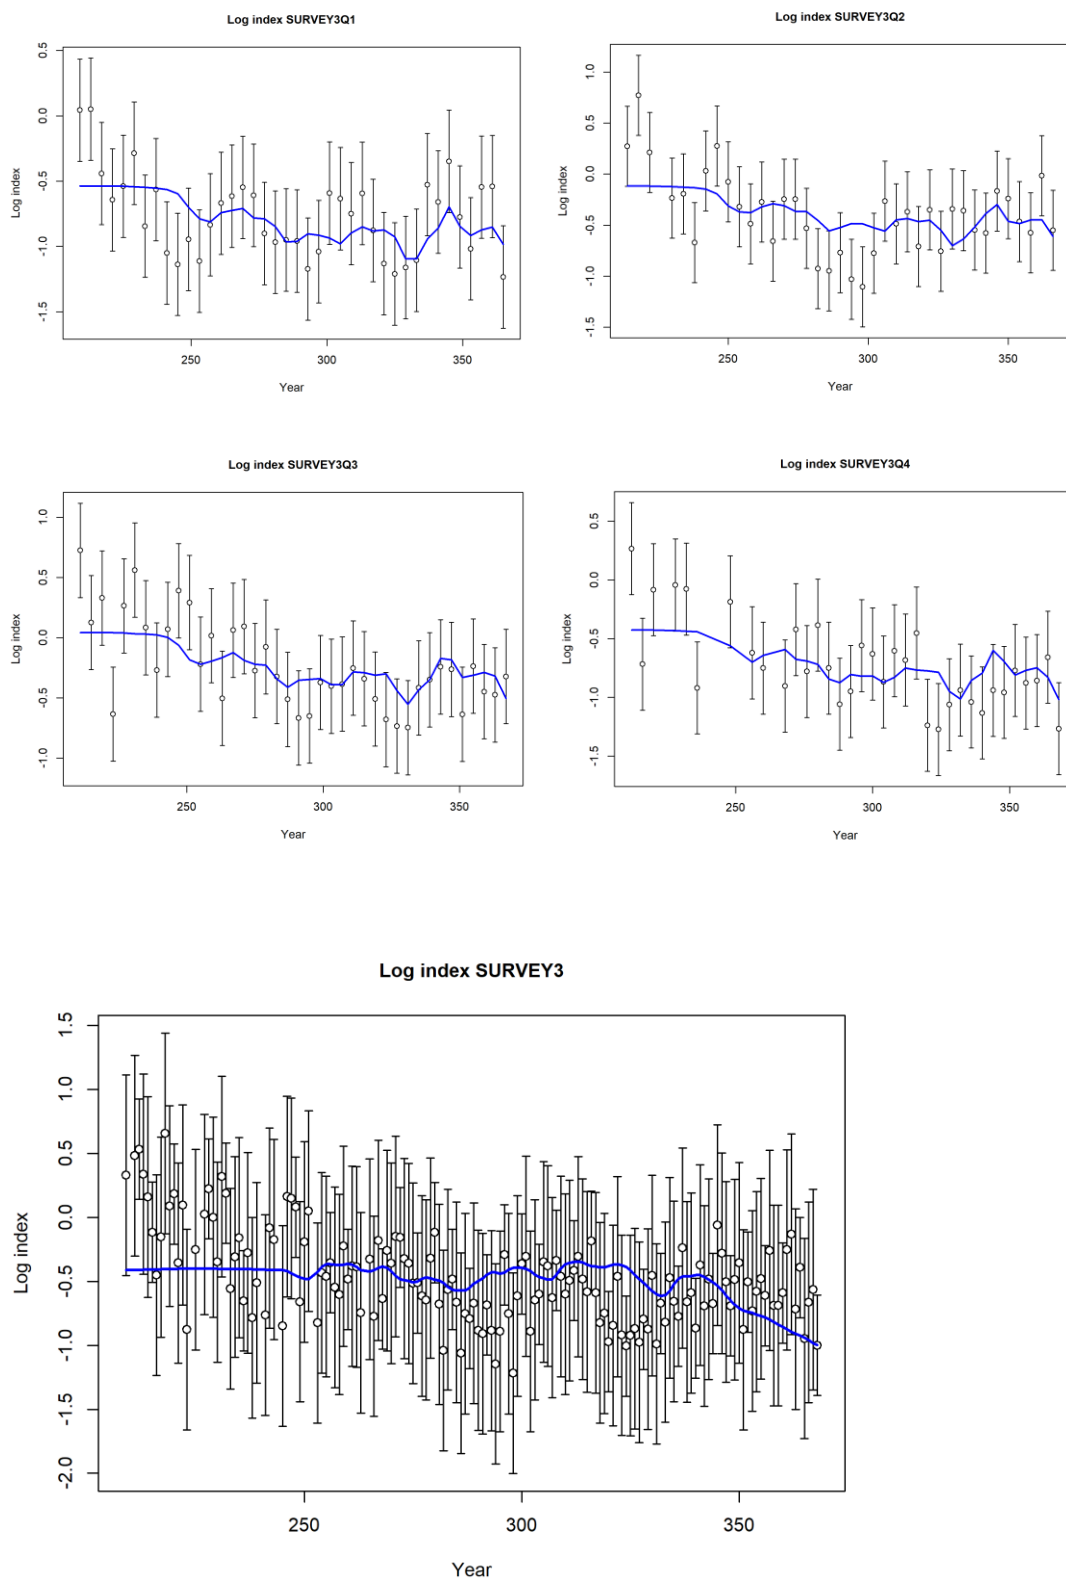 Log index SURVEY3Q1
Log index
0.5
0.0
-0.5
-1.0
-1.5
250 300 350
Year
Log index SURVEY3Q2
Log index
1.0
0.5
0.0
-0.5
-1.0
-1.5
250 300 350
Year
Log index SURVEY3Q3
Log index
1.0
0.5
0.0
-0.5
-1.0
250 300 350
Year
Log index SURVEY3Q4
Log index
0.5
0.0
-0.5
-1.0
-1.5
250 300 350
Year
Log index SURVEY3
Log index
1.5
1.0
0.5
0.0
-0.5
-1.0
-1.5
-2.0
250 300 350
Year